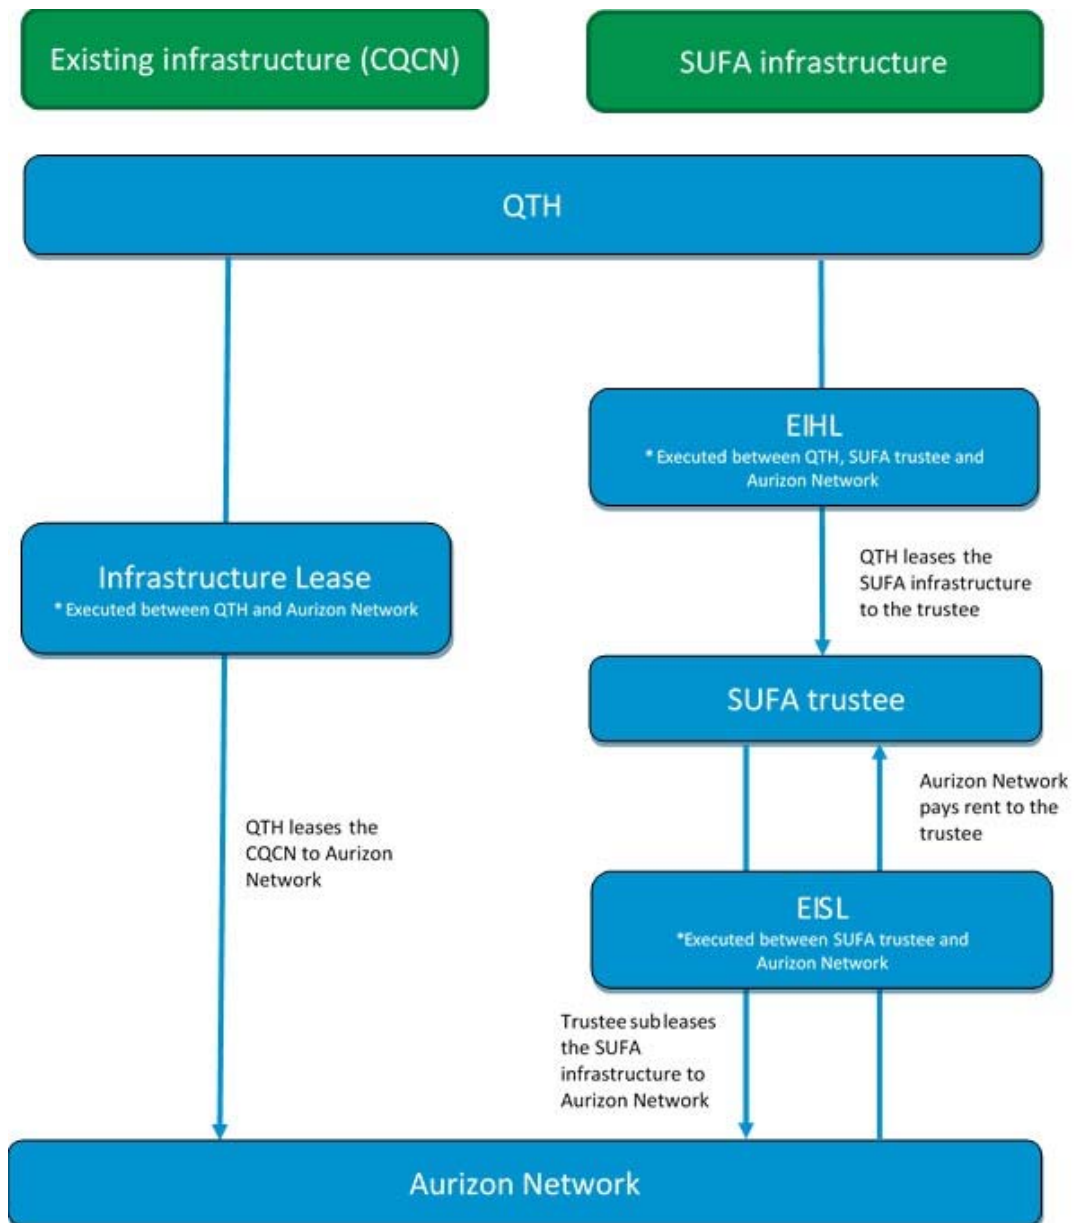 Existing infrastructure (CQCN)
SUFA infrastructure
QTH
EIHL
* Executed between QTH, SUFA trustee and
Aurizon Network
QTH leases the
SUFA infrastructure
to the trustee
Infrastructure Lease
* Executed between QTH and Aurizon Network
SUFA trustee
Aurizon Network
pays rent to the
trustee
QTH leases the
CQCN to Aurizon
Network
EISL
*Executed between SUFA trustee and
Aurizon Network
Trustee subleases
the SUFA
infrastructure to
Aurizon Network
Aurizon Network